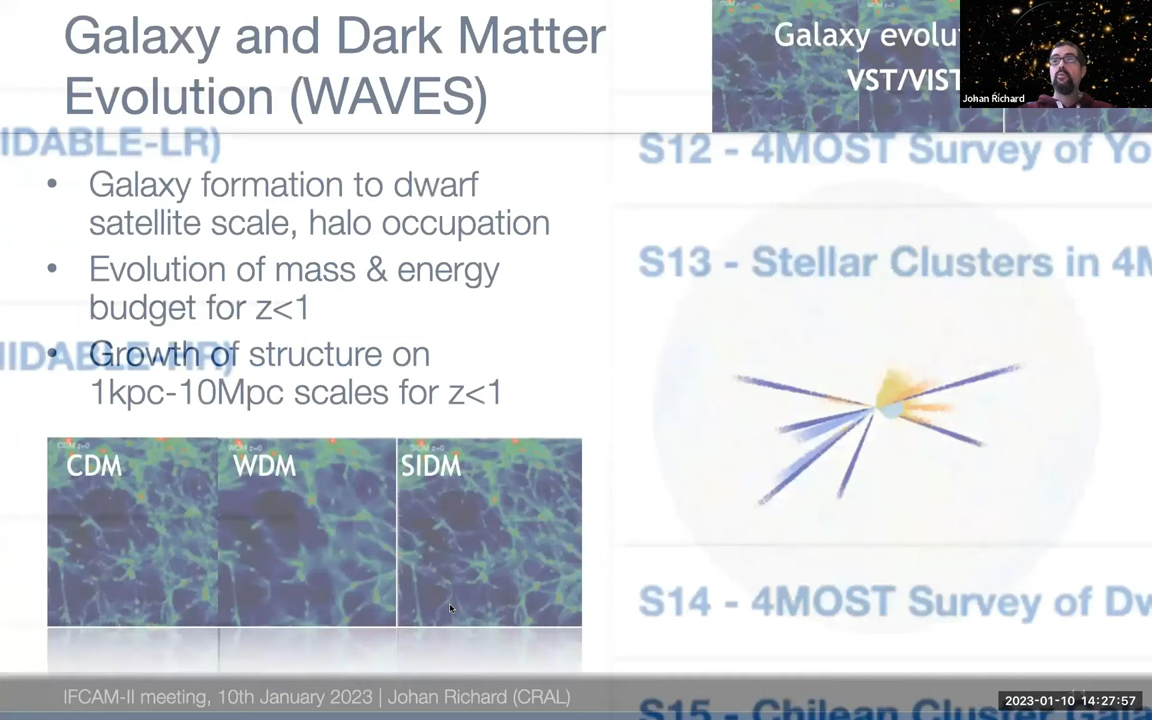 Galaxy and Dark Matter
Evolution (WAVES)
Galaxy evolu
VST/VIST
Johan Richard
IDABLE-LR)
S12 - 4MOST Survey of Yo
• Galaxy formation to dwarf
satellite scale, halo occupation
S13 - Stellar Clusters in 4M
• Evolution of mass & energy
budget for z<1
• Growth of structure on
1kpc-10Mpc scales for z<1
CDM
WDM
SIDM
S14 - 4MOST Survey of Dw
IFCAM-II meeting, 10th January 2023 | Johan Richard (CRAL)
S15 - Chilean Cluster
2023-01-10 14:27:57